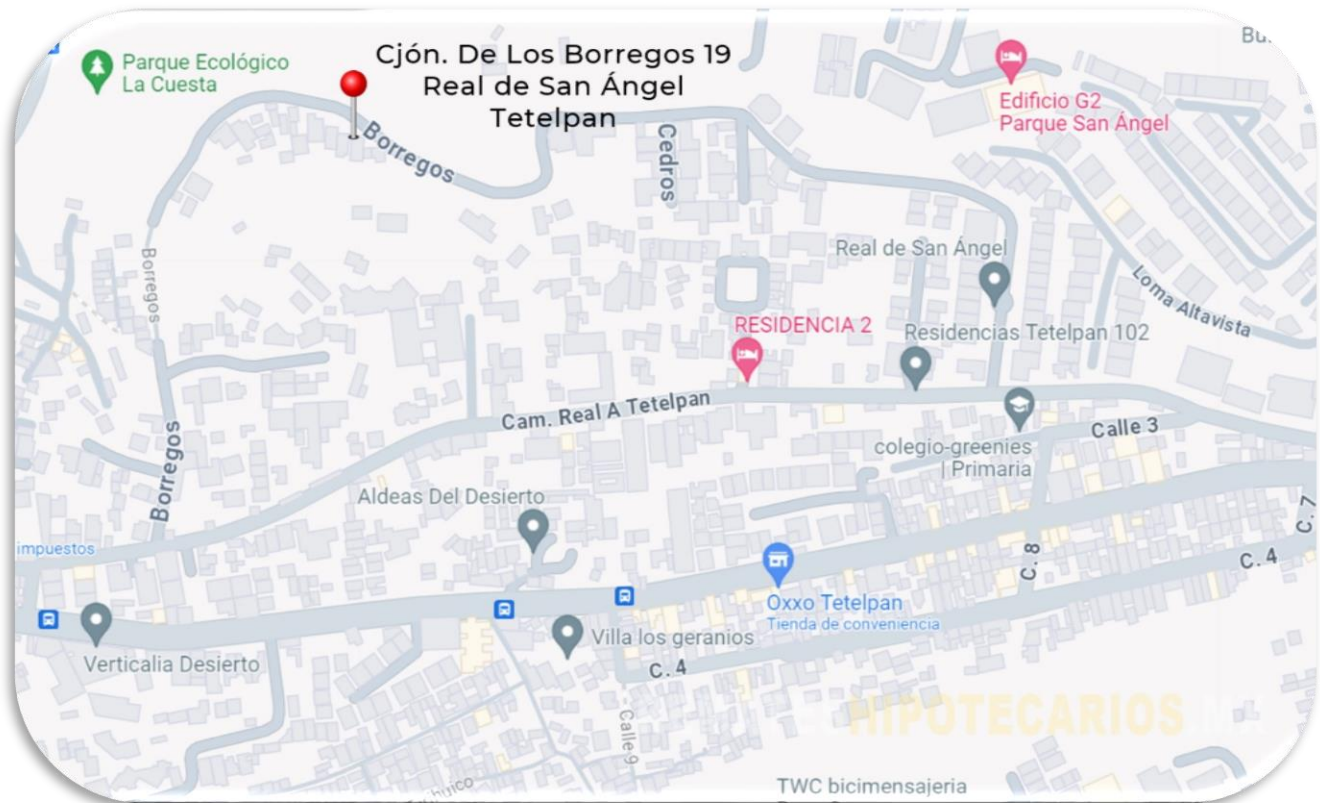 Parque Ecológico
La Cuesta
Cjón. De Los Borregos 19
Real de San Ángel
Tetelpan
Edificio G2
Parque San Ángel
Borregos
Cedros
Real de San Ángel
Loma Altavista
Borregos
RESIDENCIA 2
Residencias Tetelpan 102
Cam. Real A Tetelpan
Calle 3
colegio-greenies
| Primaria
Borregos
Aldeas Del Desierto
C. 7
impuestos
C. 8
C. 4
Oxxo Tetelpan
Tienda de conveniencia
Villa los geranios
Verticalia Desierto
C. 4
HIPOTECARIOS
Calle 9
TWC bicimensajeria